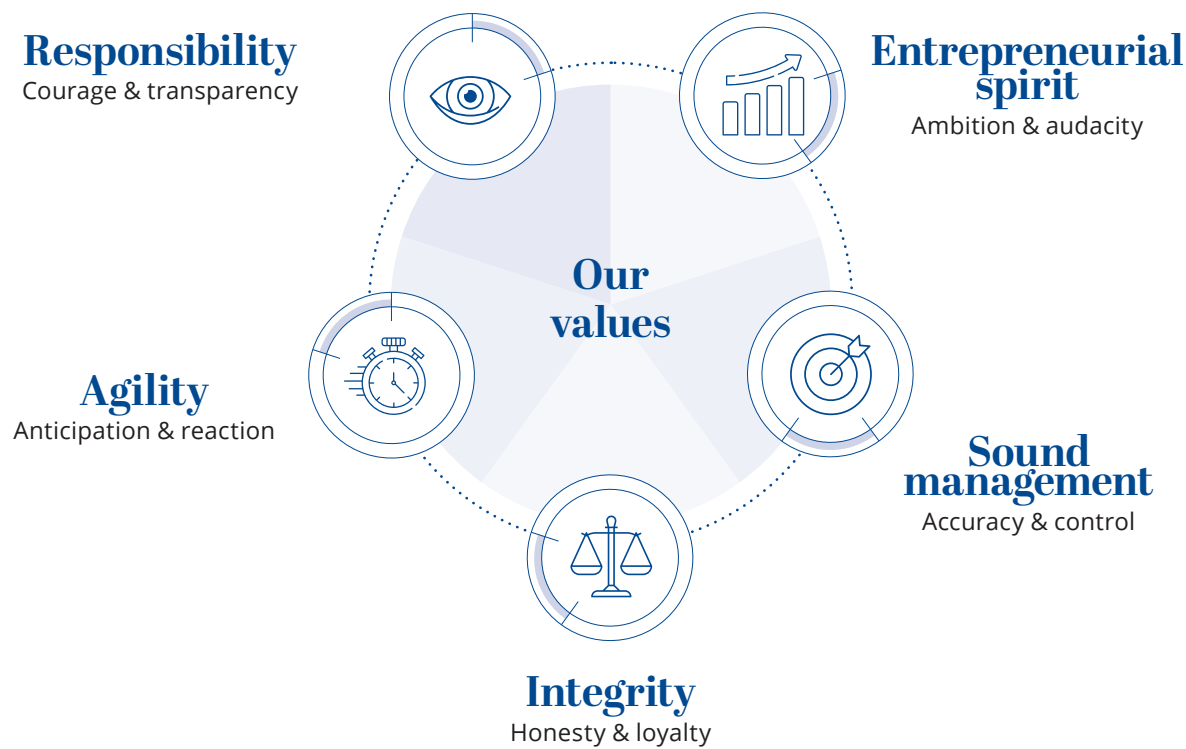 Responsibility
Courage & transparency
Entrepreneurial
spirit
Ambition & audacity
Our
values
Agility
Anticipation & reaction
Sound
management
Accuracy & control
Integrity
Honesty & loyalty